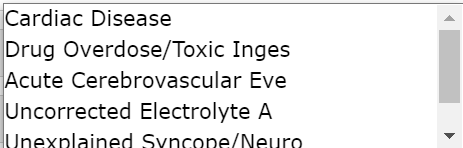 Cardiac Disease
Drug Overdose/Toxic Inges
Acute Cerebrovascular Eve
Uncorrected Electrolyte A
Unexplained Syncope/Neuro